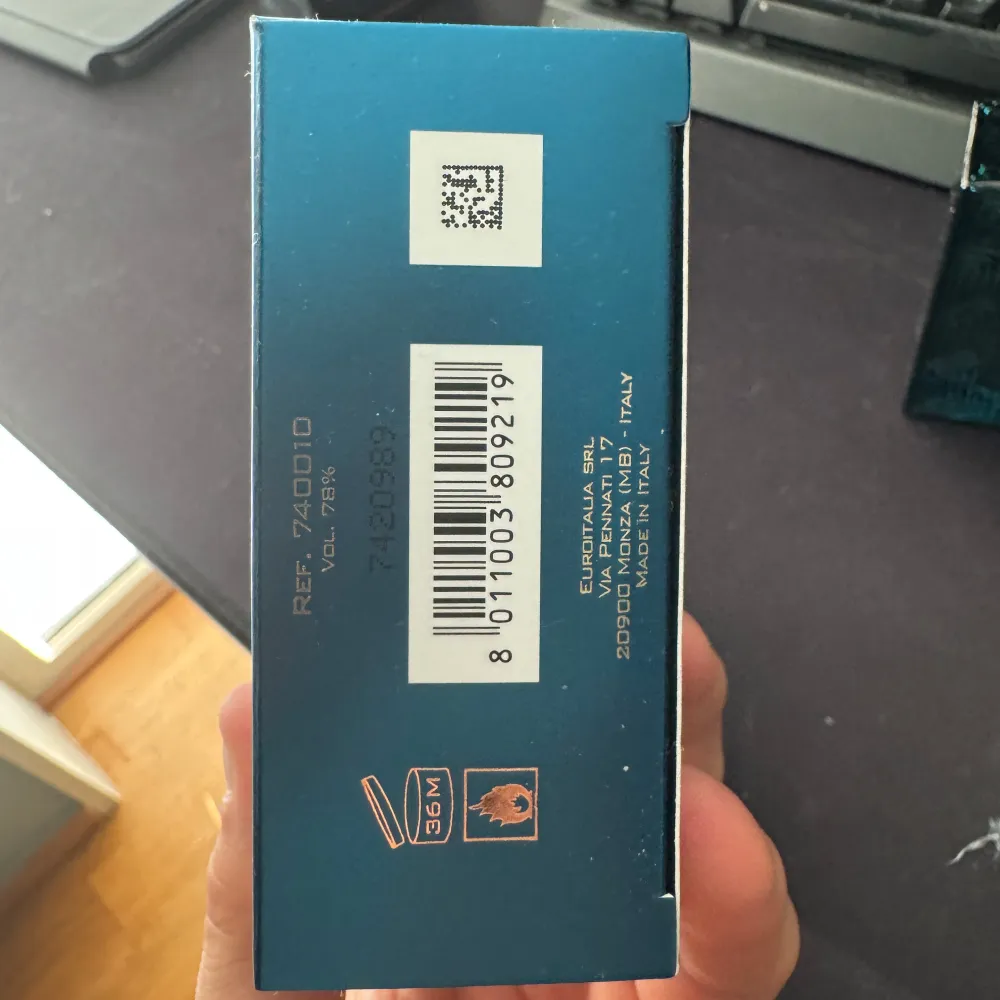 REF. 740010
VOL. 78%
7420989
8 011003 809219
EUROITALIA SRL
VIA PENNATI 17
20900 MONZA (MB) - ITALY
MADE IN ITALY
36M